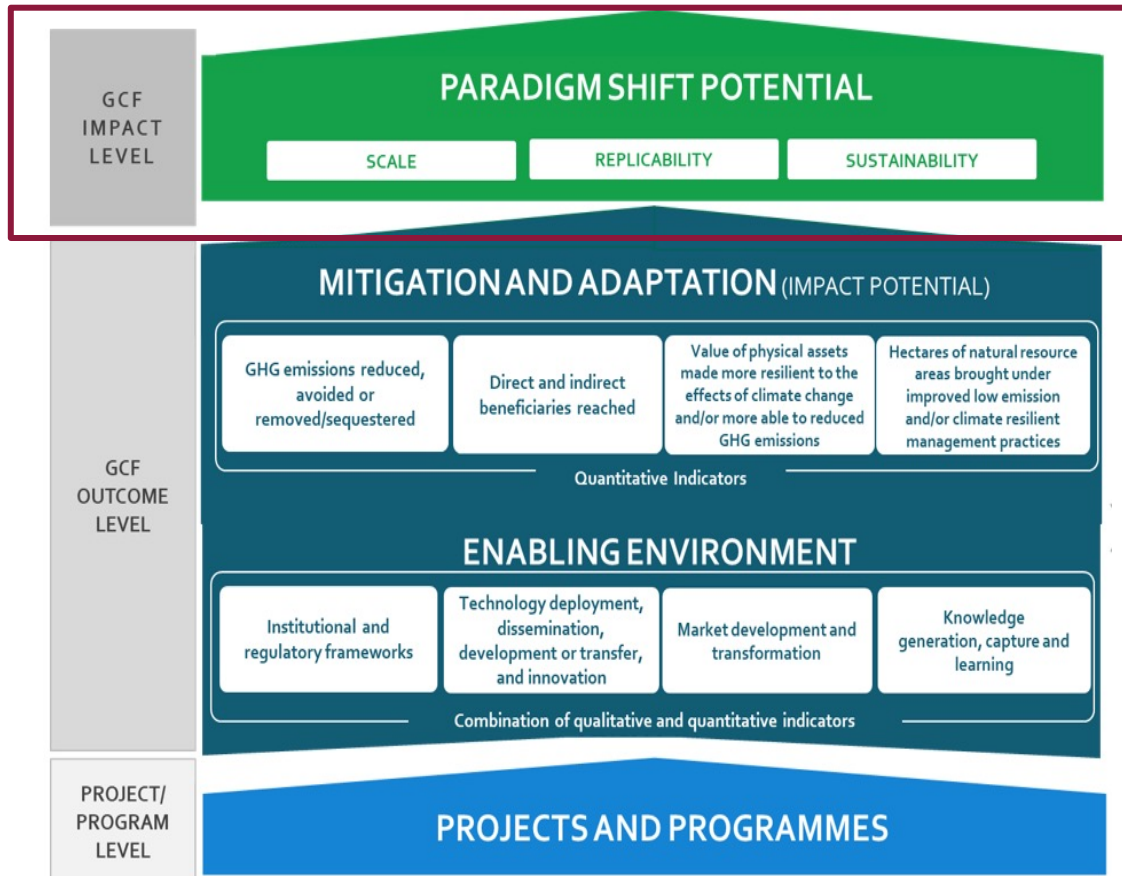 GCF
IMPACT
LEVEL
PARADIGM SHIFT POTENTIAL
SCALE
REPLICABILITY
SUSTAINABILITY
GCF
OUTCOME
LEVEL
MITIGATION AND ADAPTATION (IMPACT POTENTIAL)
GHG emissions reduced,
avoided or
removed/sequestered
Direct and indirect
beneficiaries reached
Value of physical assets
made more resilient to the
effects of climate change
and/or more able to reduced
GHG emissions
Hectares of natural resource
areas brought under
improved low emission
and/or climate resilient
management practices
Quantitative Indicators
ENABLING ENVIRONMENT
Institutional and
regulatory frameworks
Technology deployment,
dissemination,
development or transfer,
and innovation
Market development and
transformation
Knowledge
generation, capture and
learning
Combination of qualitative and quantitative indicators
PROJECT/
PROGRAM
LEVEL
PROJECTS AND PROGRAMMES